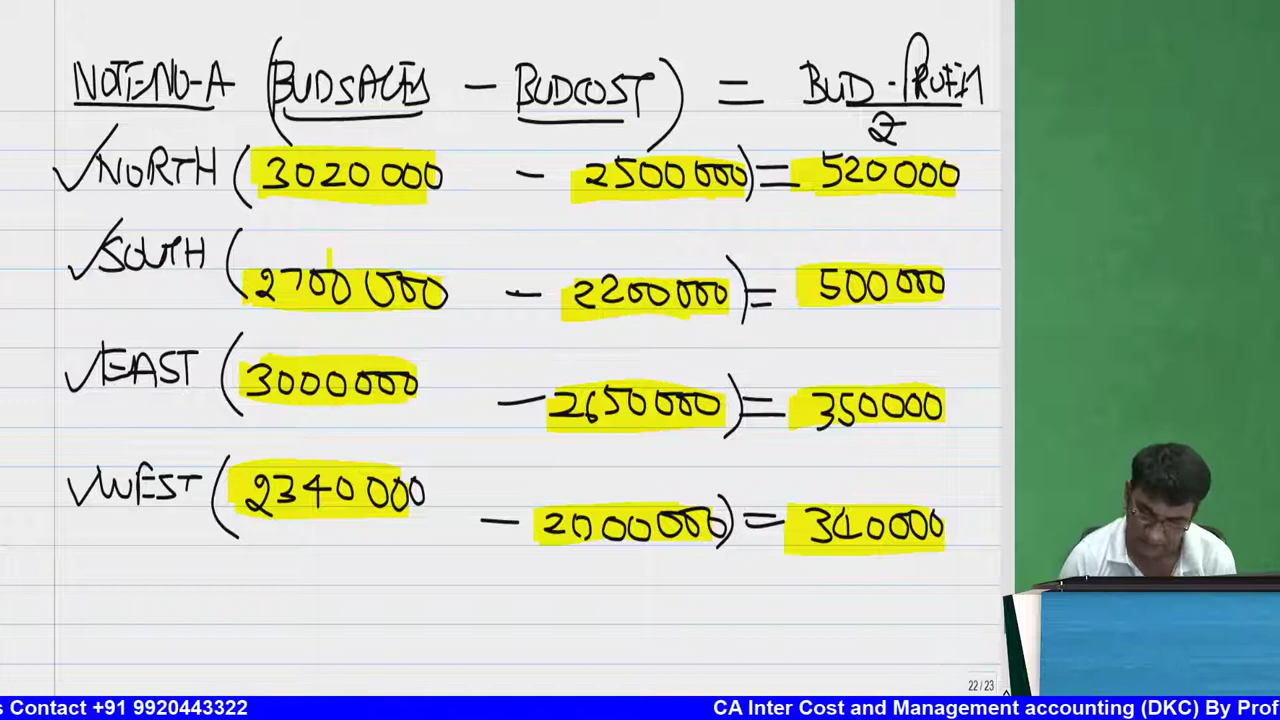 NOTE-NO-A (BUDSALES - BUDCOST) = BUD-PROFIT
2
NORTH (3020000 - 2500000) = 520000
SOUTH (2700000 - 2200000) = 500000
EAST (3000000 - 2650000) = 350000
WEST (2340000 - 2000000) = 340000
22/23
s Contact +91 9920443322 CA Inter Cost and Management accounting (DKC) By Prof